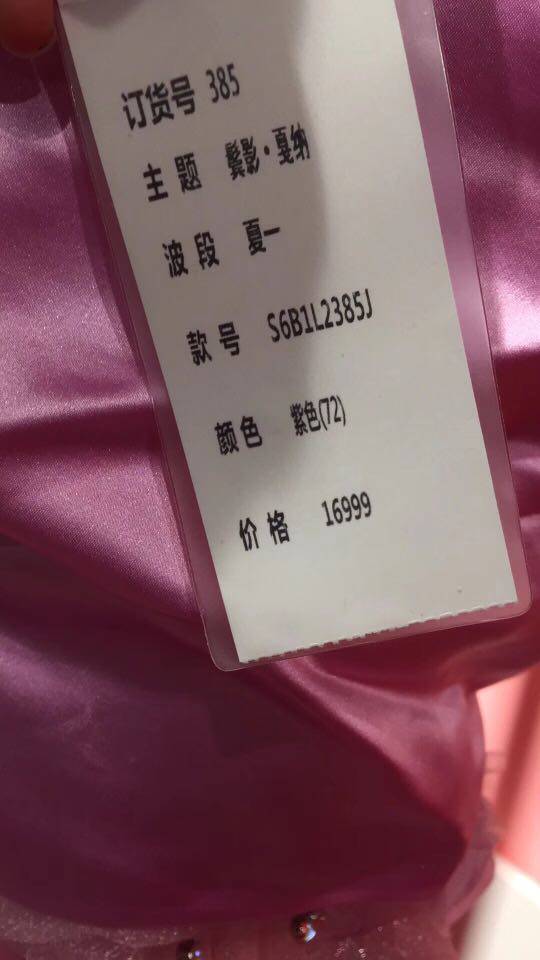 订货号 385
主题 鬓影·戛纳
波段 夏一
款号 S6B1L2385J
颜色 紫色(72)
价格 16999